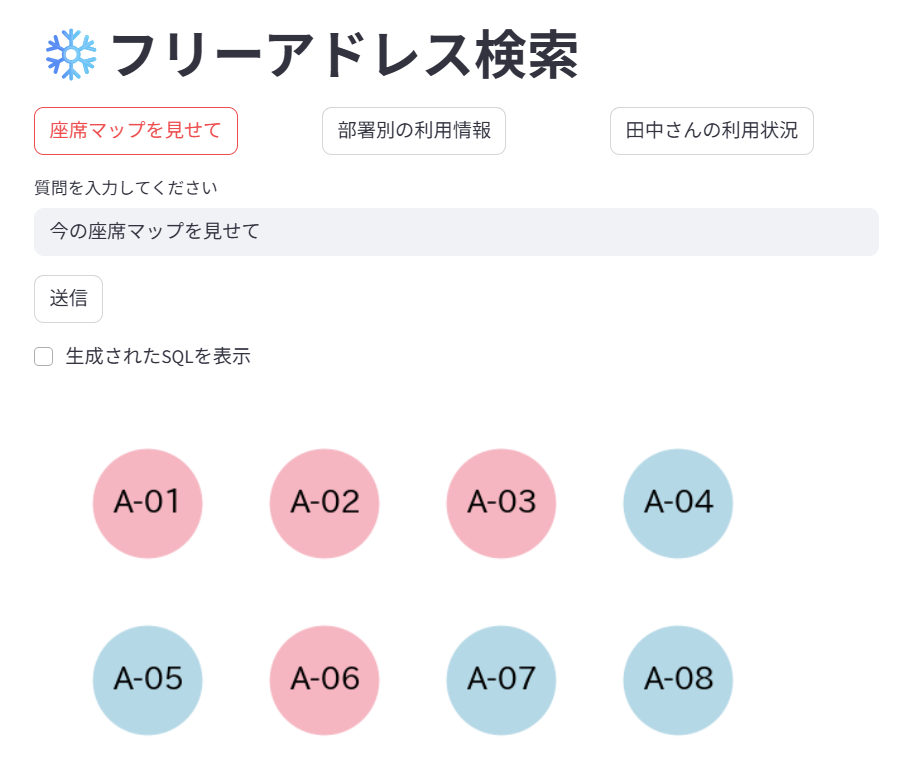 ❄️フリーアドレス検索
座席マップを見せて 部署別の利用情報 田中さんの利用状況
質問を入力してください
今の座席マップを見せて
送信
生成されたSQLを表示
A-01 A-02 A-03 A-04
A-05 A-06 A-07 A-08